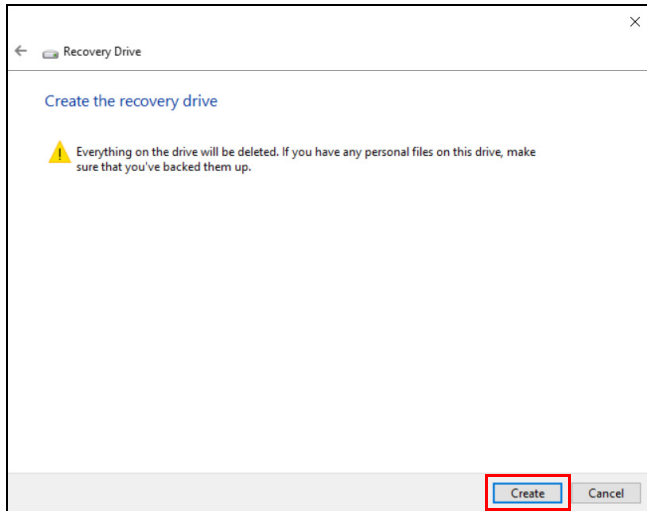 Recovery Drive
Create the recovery drive
Everything on the drive will be deleted. If you have any personal files on this drive, make
sure that you've backed them up.
Create
Cancel